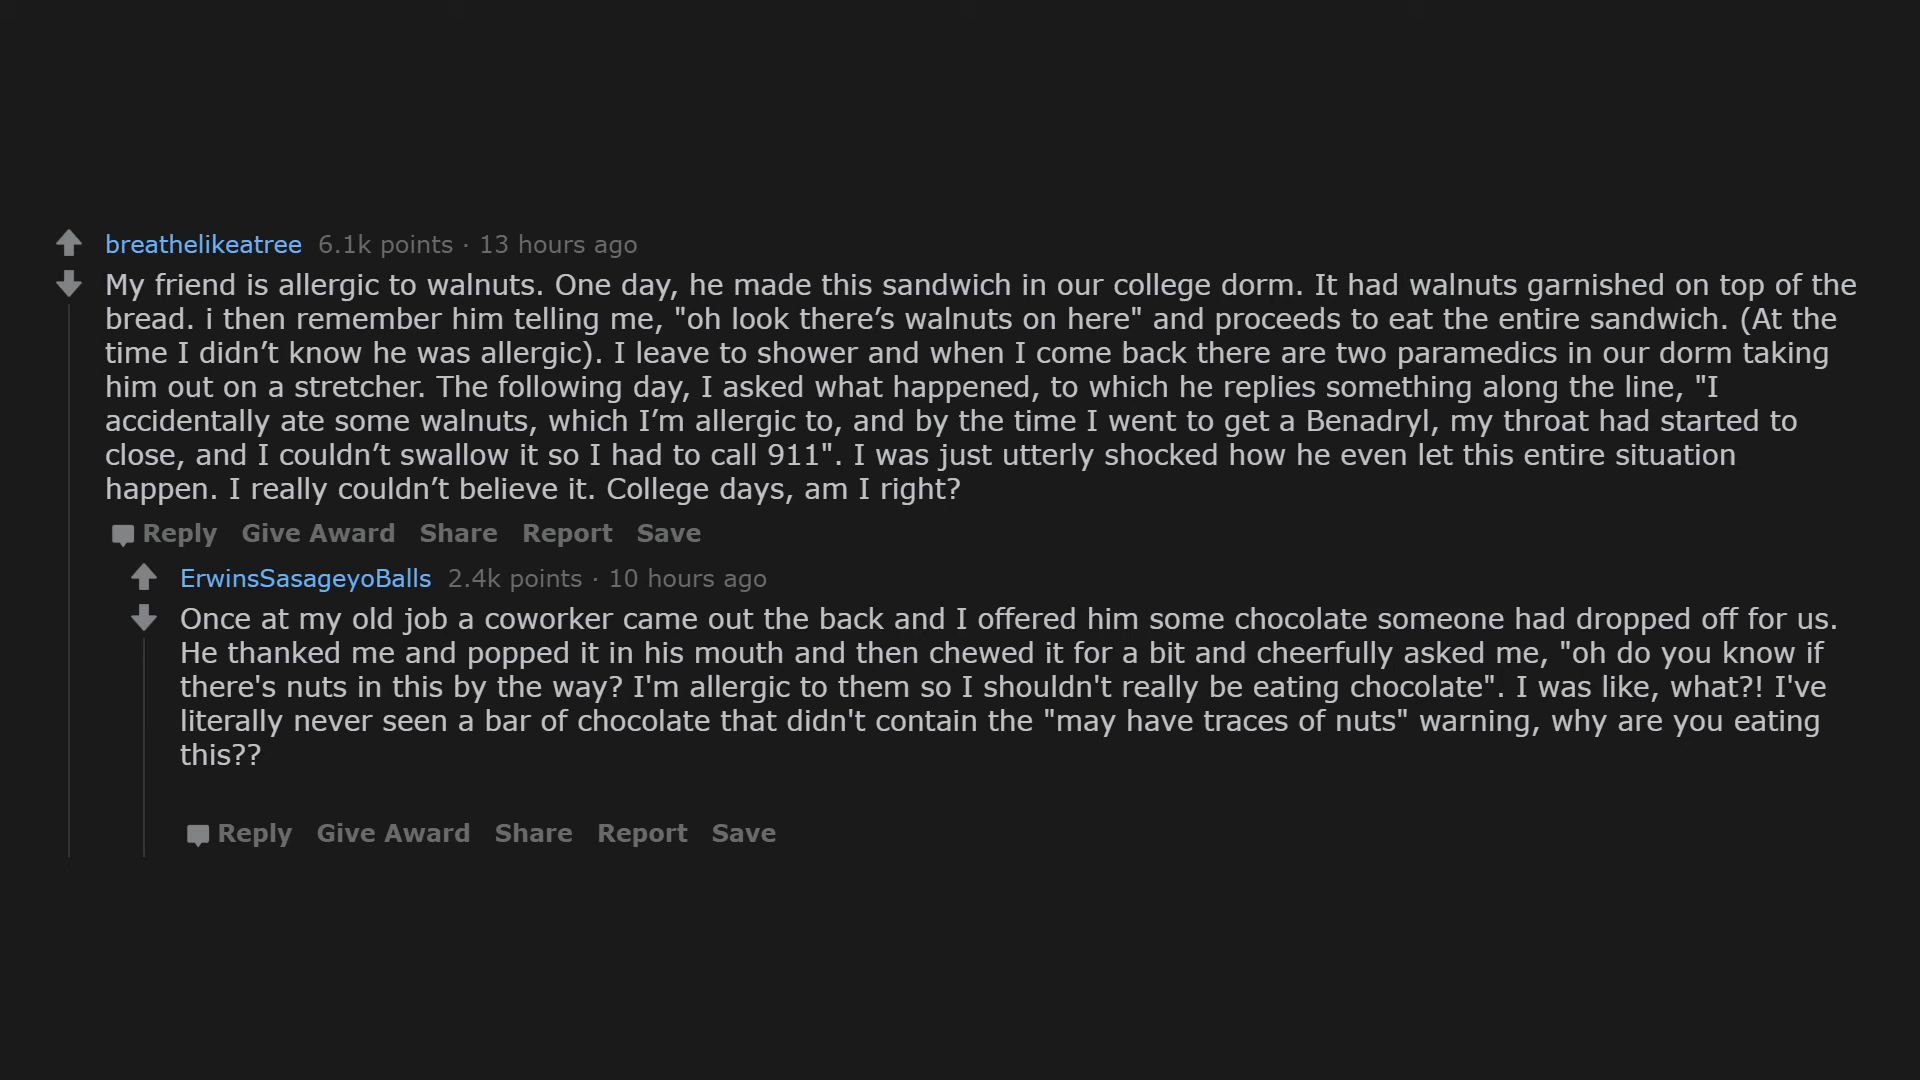 breathelikeatree 6.1k points · 13 hours ago
My friend is allergic to walnuts. One day, he made this sandwich in our college dorm. It had walnuts garnished on top of the
bread. i then remember him telling me, "oh look there’s walnuts on here" and proceeds to eat the entire sandwich. (At the
time I didn’t know he was allergic). I leave to shower and when I come back there are two paramedics in our dorm taking
him out on a stretcher. The following day, I asked what happened, to which he replies something along the line, "I
accidentally ate some walnuts, which I’m allergic to, and by the time I went to get a Benadryl, my throat had started to
close, and I couldn’t swallow it so I had to call 911". I was just utterly shocked how he even let this entire situation
happen. I really couldn’t believe it. College days, am I right?
Reply Give Award Share Report Save
ErwinsSasageyoBalls 2.4k points · 10 hours ago
Once at my old job a coworker came out the back and I offered him some chocolate someone had dropped off for us.
He thanked me and popped it in his mouth and then chewed it for a bit and cheerfully asked me, "oh do you know if
there's nuts in this by the way? I'm allergic to them so I shouldn't really be eating chocolate". I was like, what?! I've
literally never seen a bar of chocolate that didn't contain the "may have traces of nuts" warning, why are you eating
this??
Reply Give Award Share Report Save